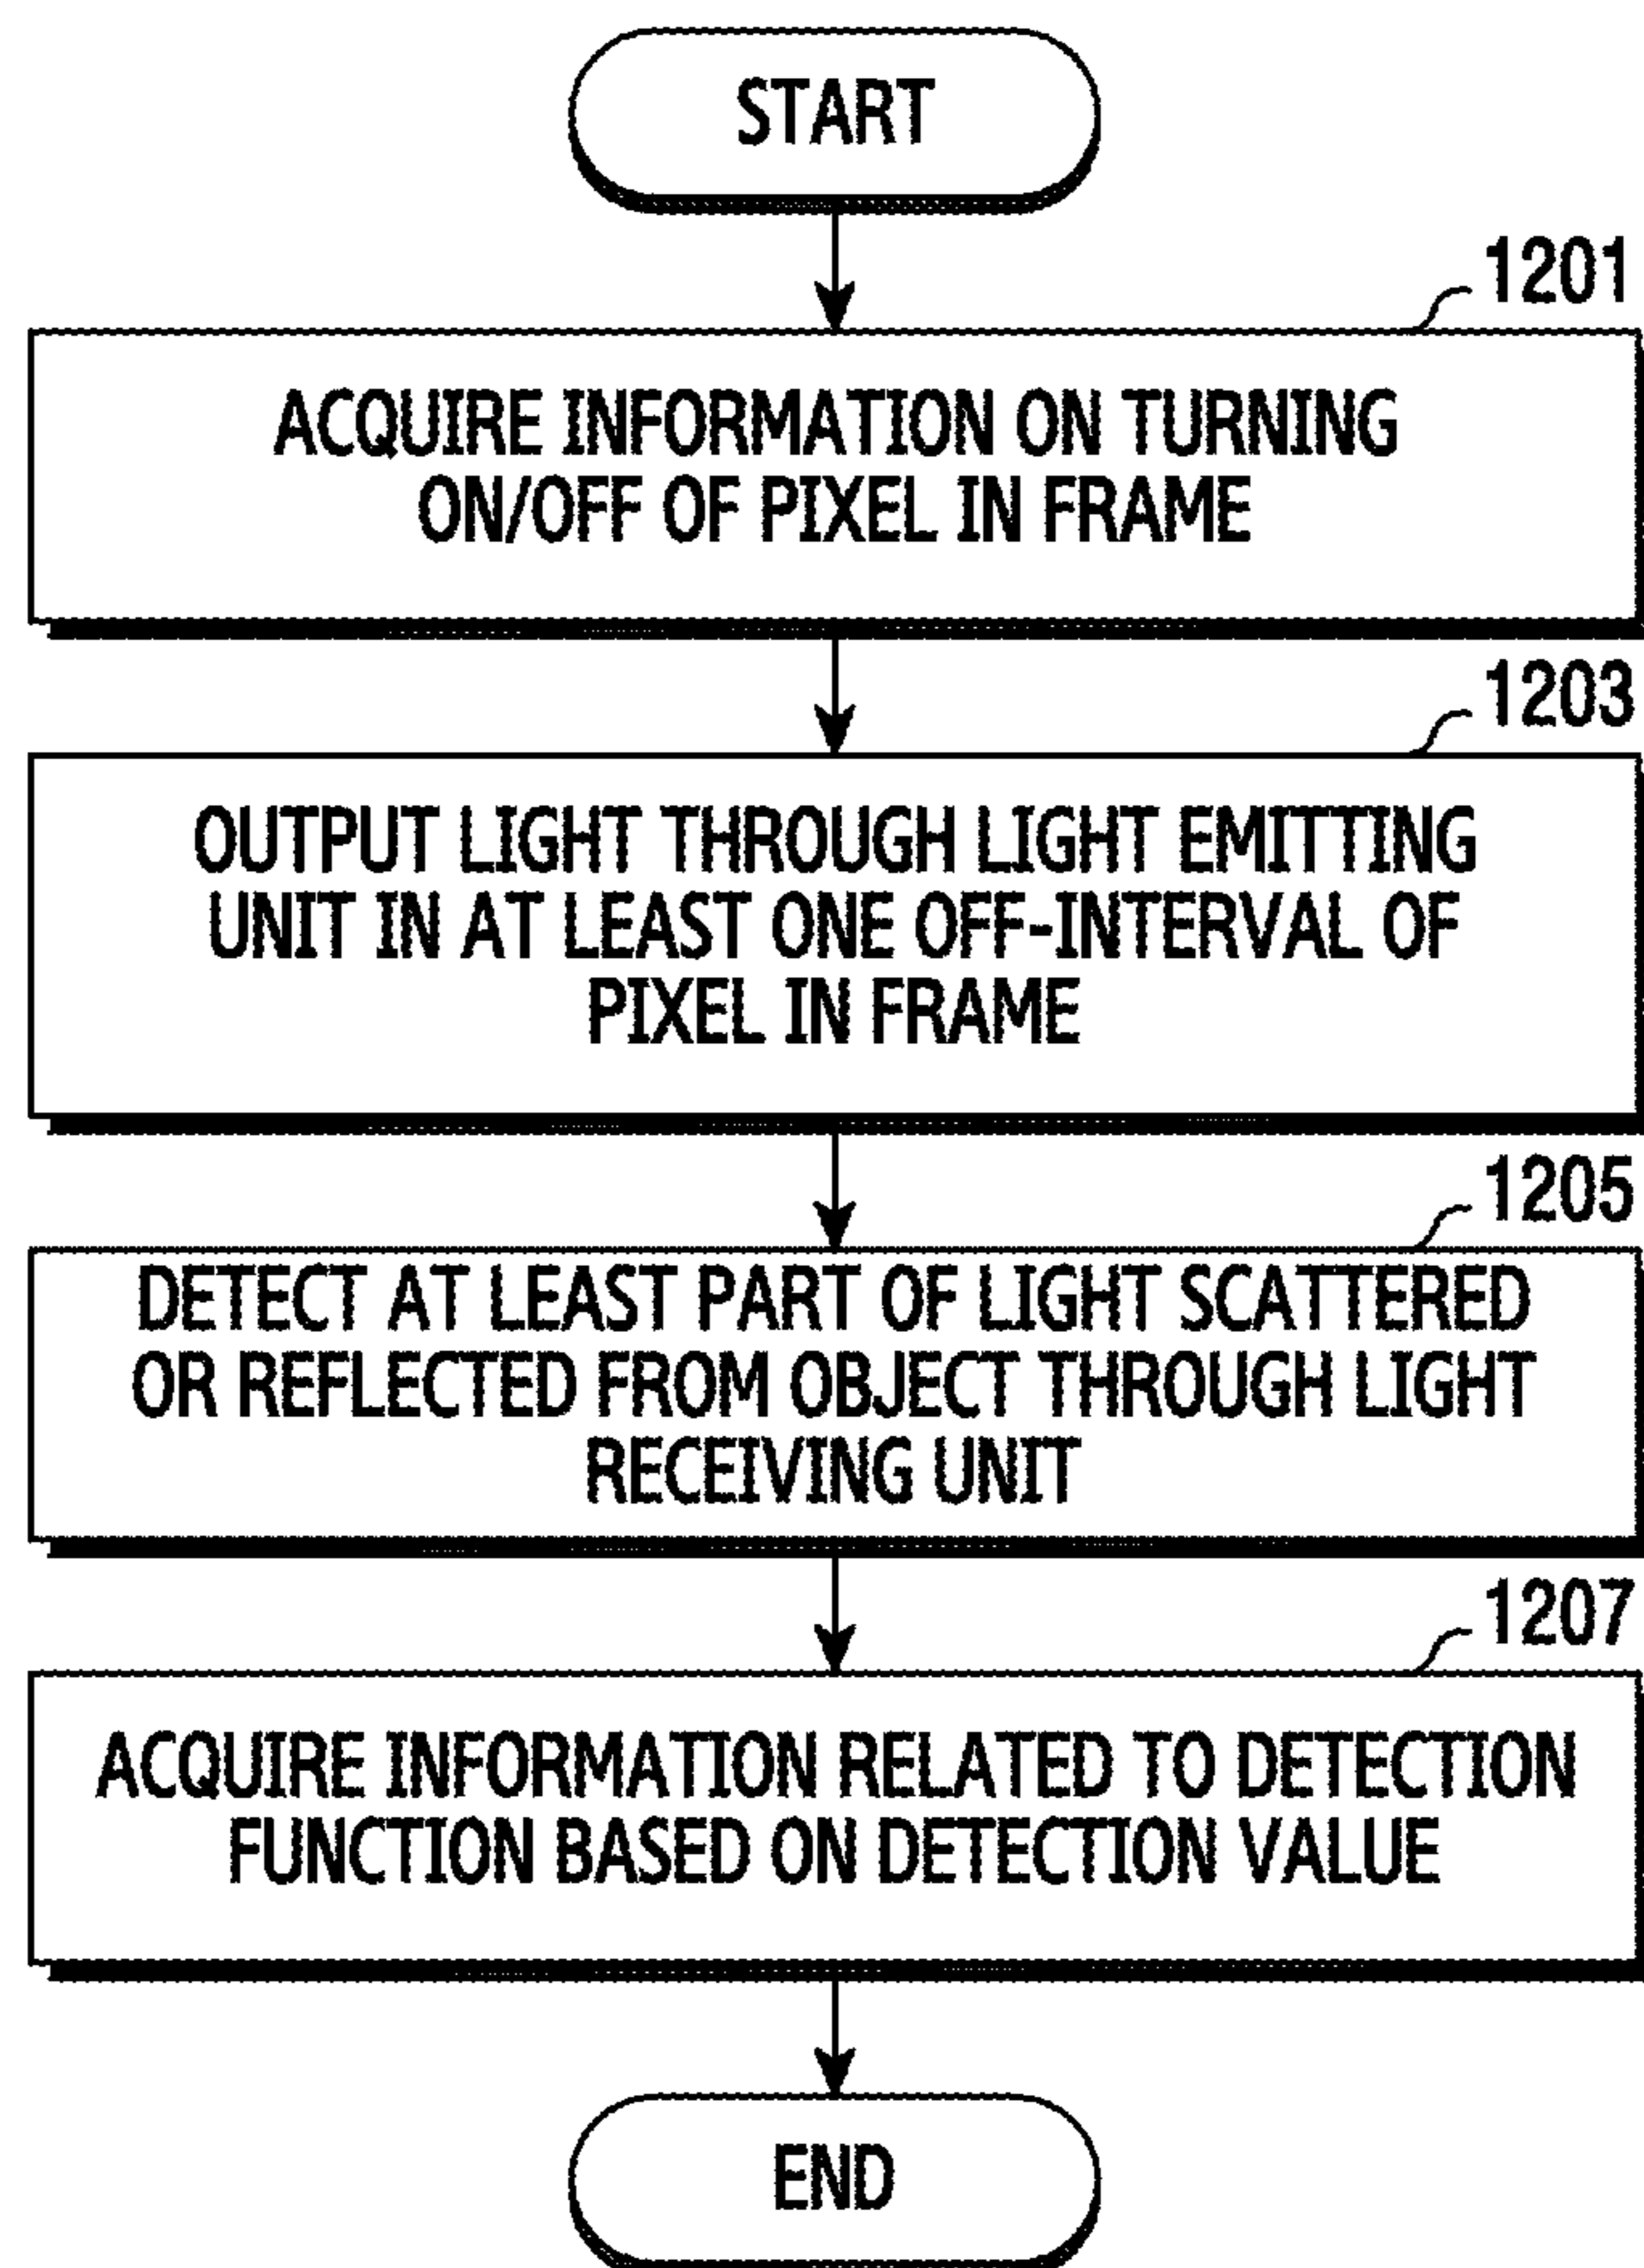 START
1201
ACQUIRE INFORMATION ON TURNING
ON/OFF OF PIXEL IN FRAME
1203
OUTPUT LIGHT THROUGH LIGHT EMITTING
UNIT IN AT LEAST ONE OFF-INTERVAL OF
PIXEL IN FRAME
1205
DETECT AT LEAST PART OF LIGHT SCATTERED
OR REFLECTED FROM OBJECT THROUGH LIGHT
RECEIVING UNIT
1207
ACQUIRE INFORMATION RELATED TO DETECTION
FUNCTION BASED ON DETECTION VALUE
END